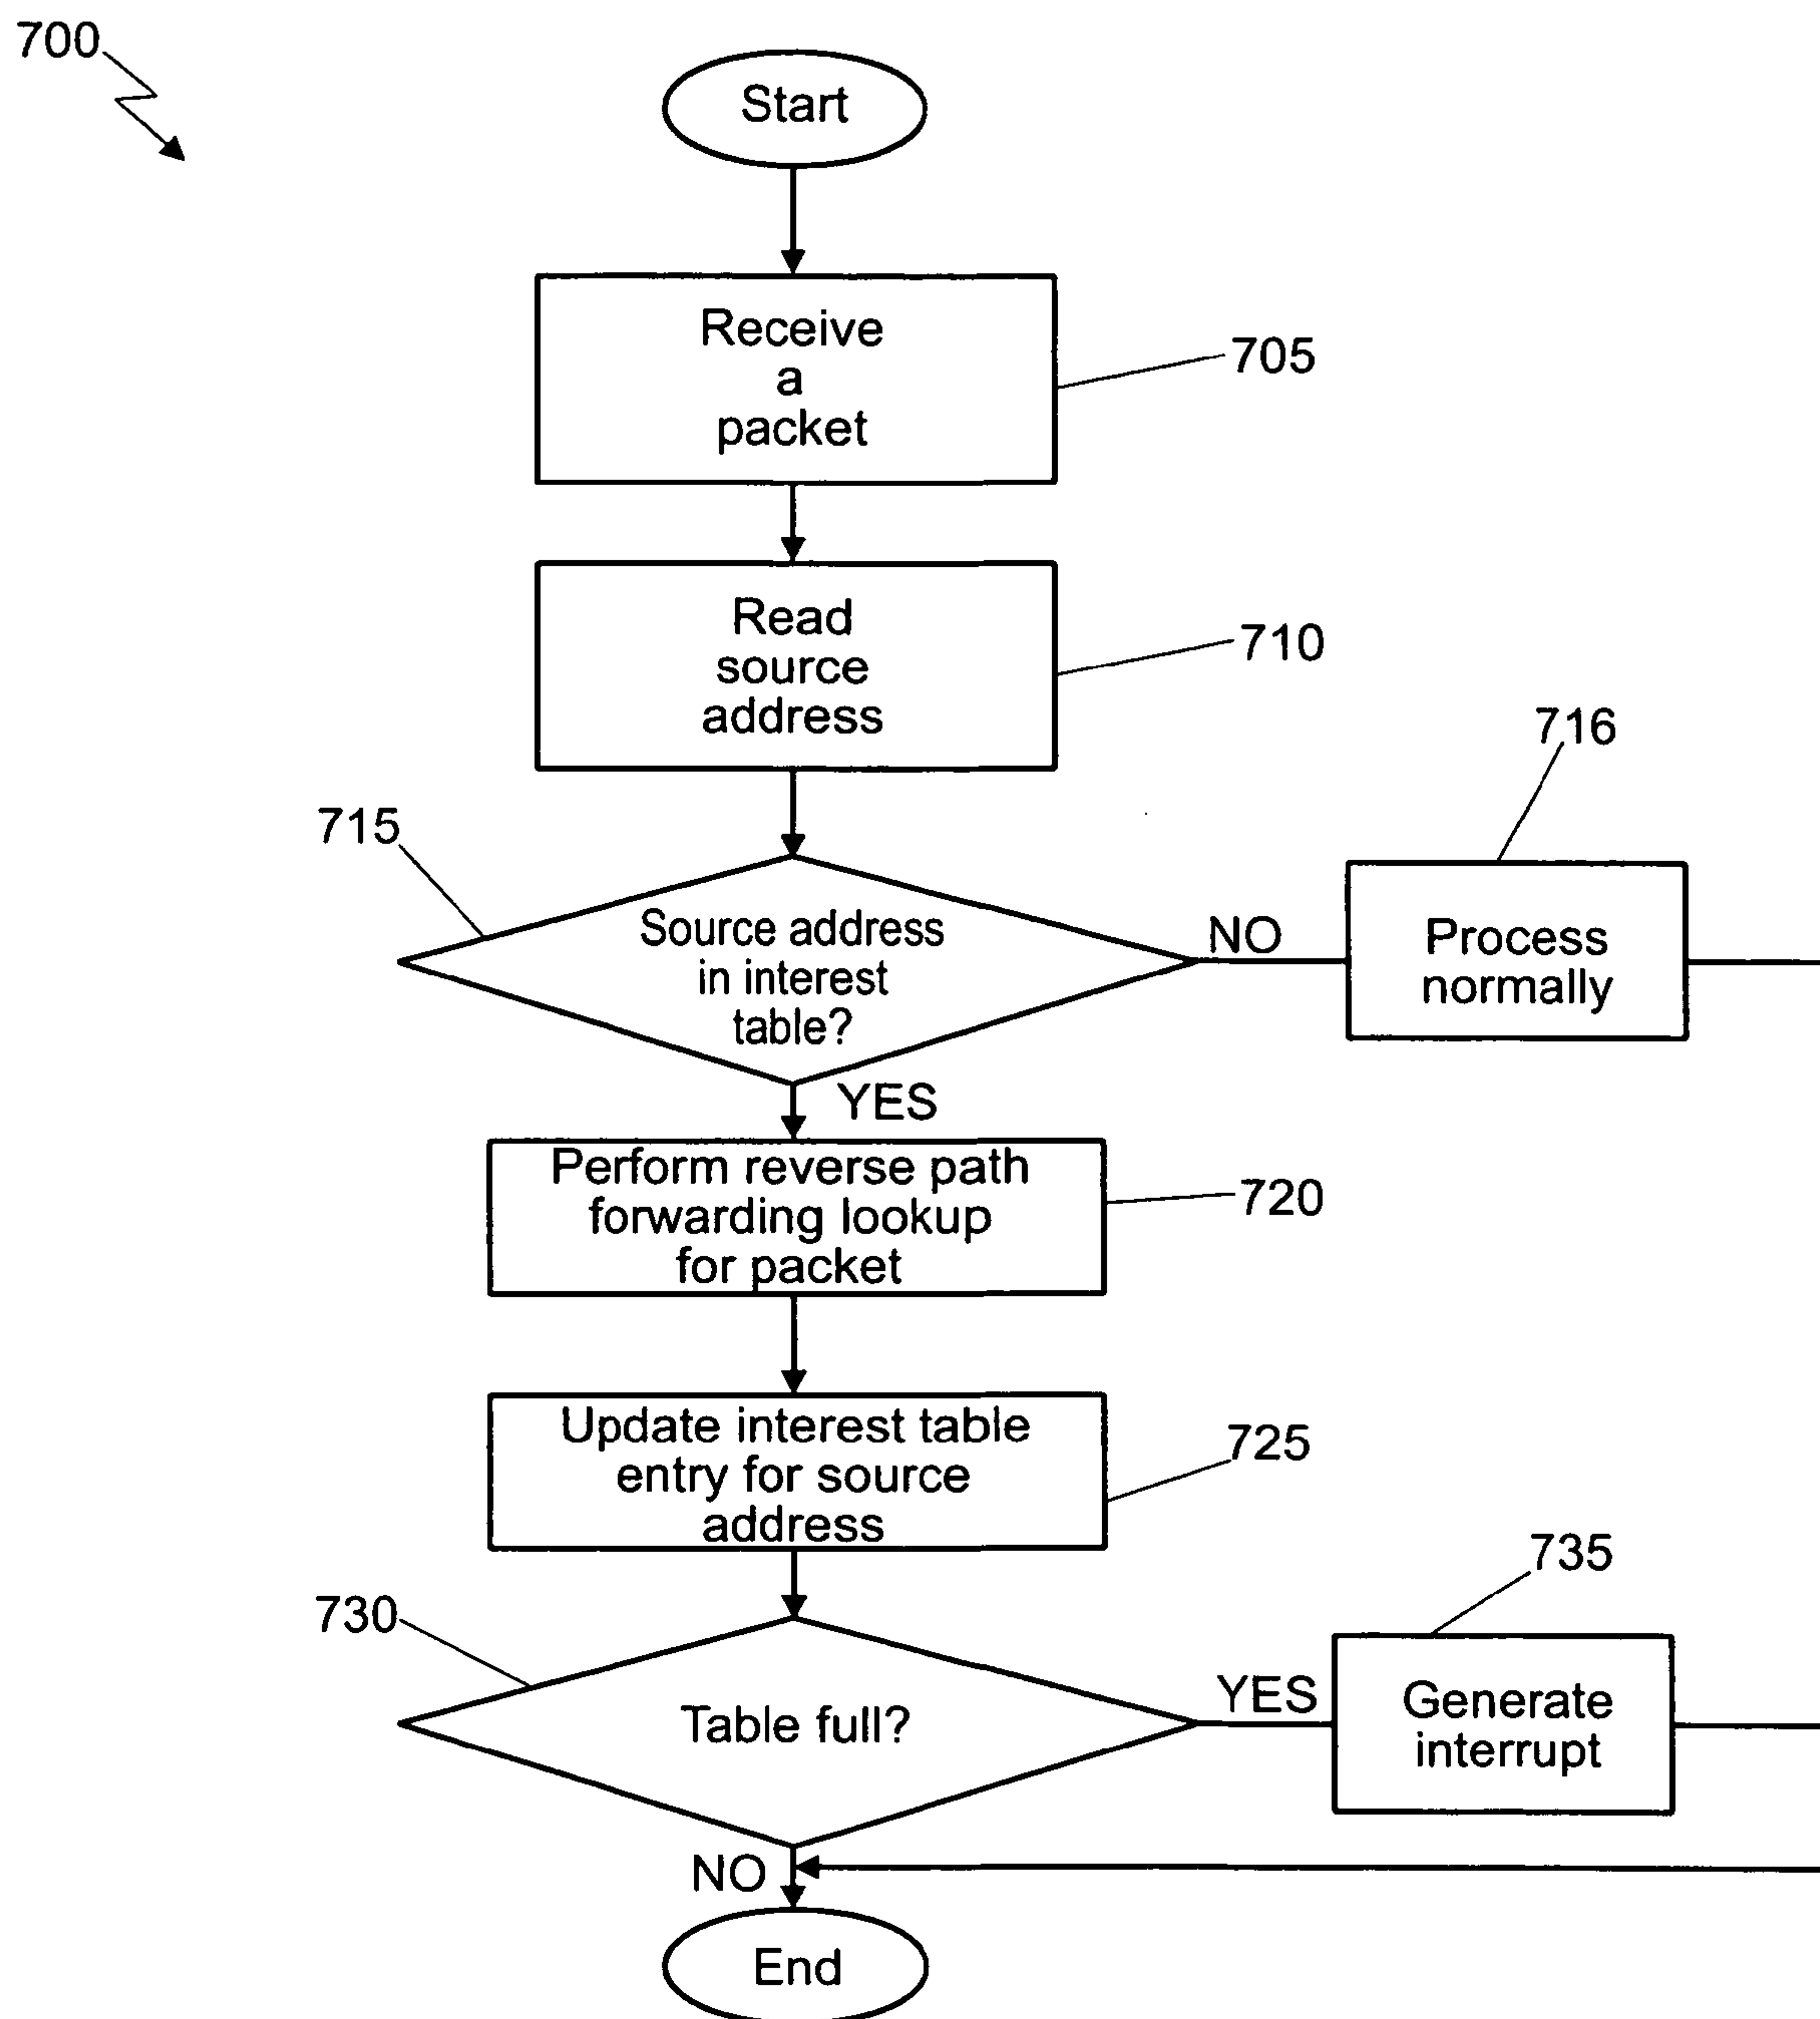 700
Start
Receive
a
packet
705
Read
source
address
710
716
715
Source address
in interest
table?
NO
Process
normally
YES
Perform reverse path
forwarding lookup
for packet
720
Update interest table
entry for source
address
725
735
730
Table full?
YES
Generate
interrupt
NO
End